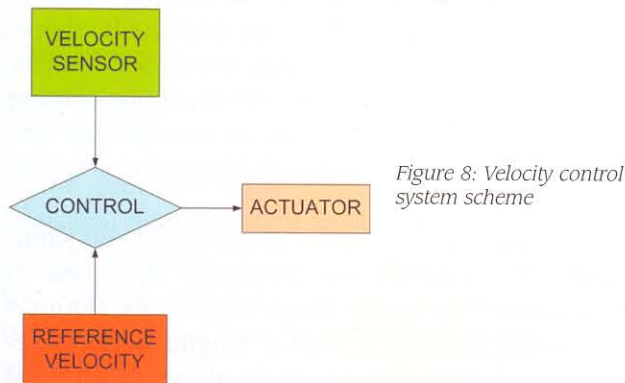 VELOCITY
SENSOR
CONTROL
ACTUATOR
Figure 8: Velocity control
system scheme
REFERENCE
VELOCITY